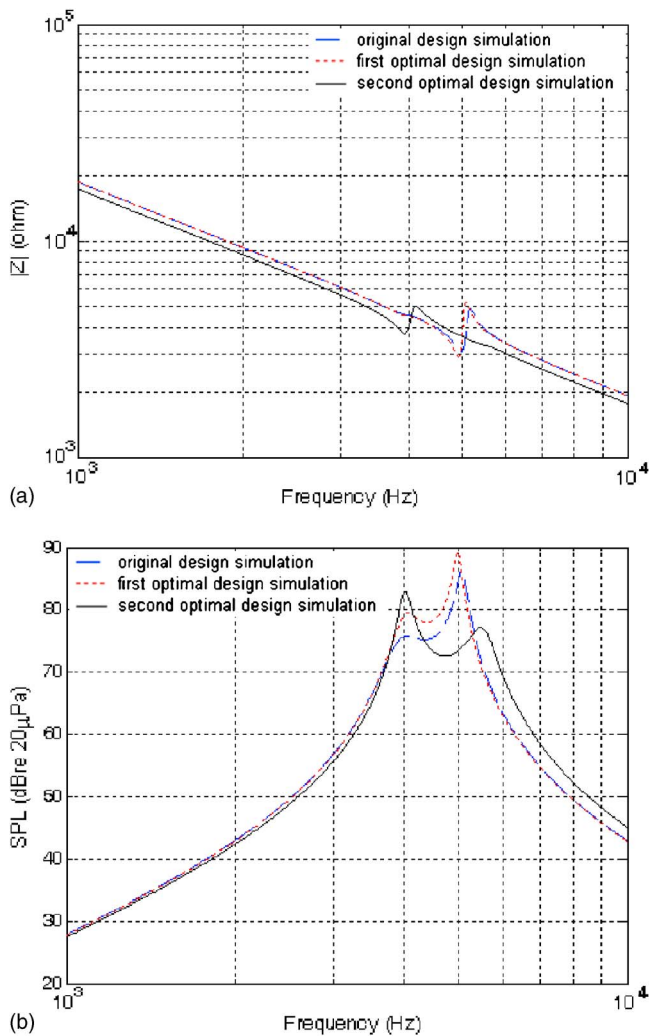 10^5
original design simulation
first optimal design simulation
second optimal design simulation
|Z| (ohm)
10^4
10^3
10^3
10^4
Frequency (Hz)
(a)
90
original design simulation
first optimal design simulation
second optimal design simulation
80
70
60
SPL (dBre 20μPa)
50
40
30
20
10^3
10^4
Frequency (Hz)
(b)